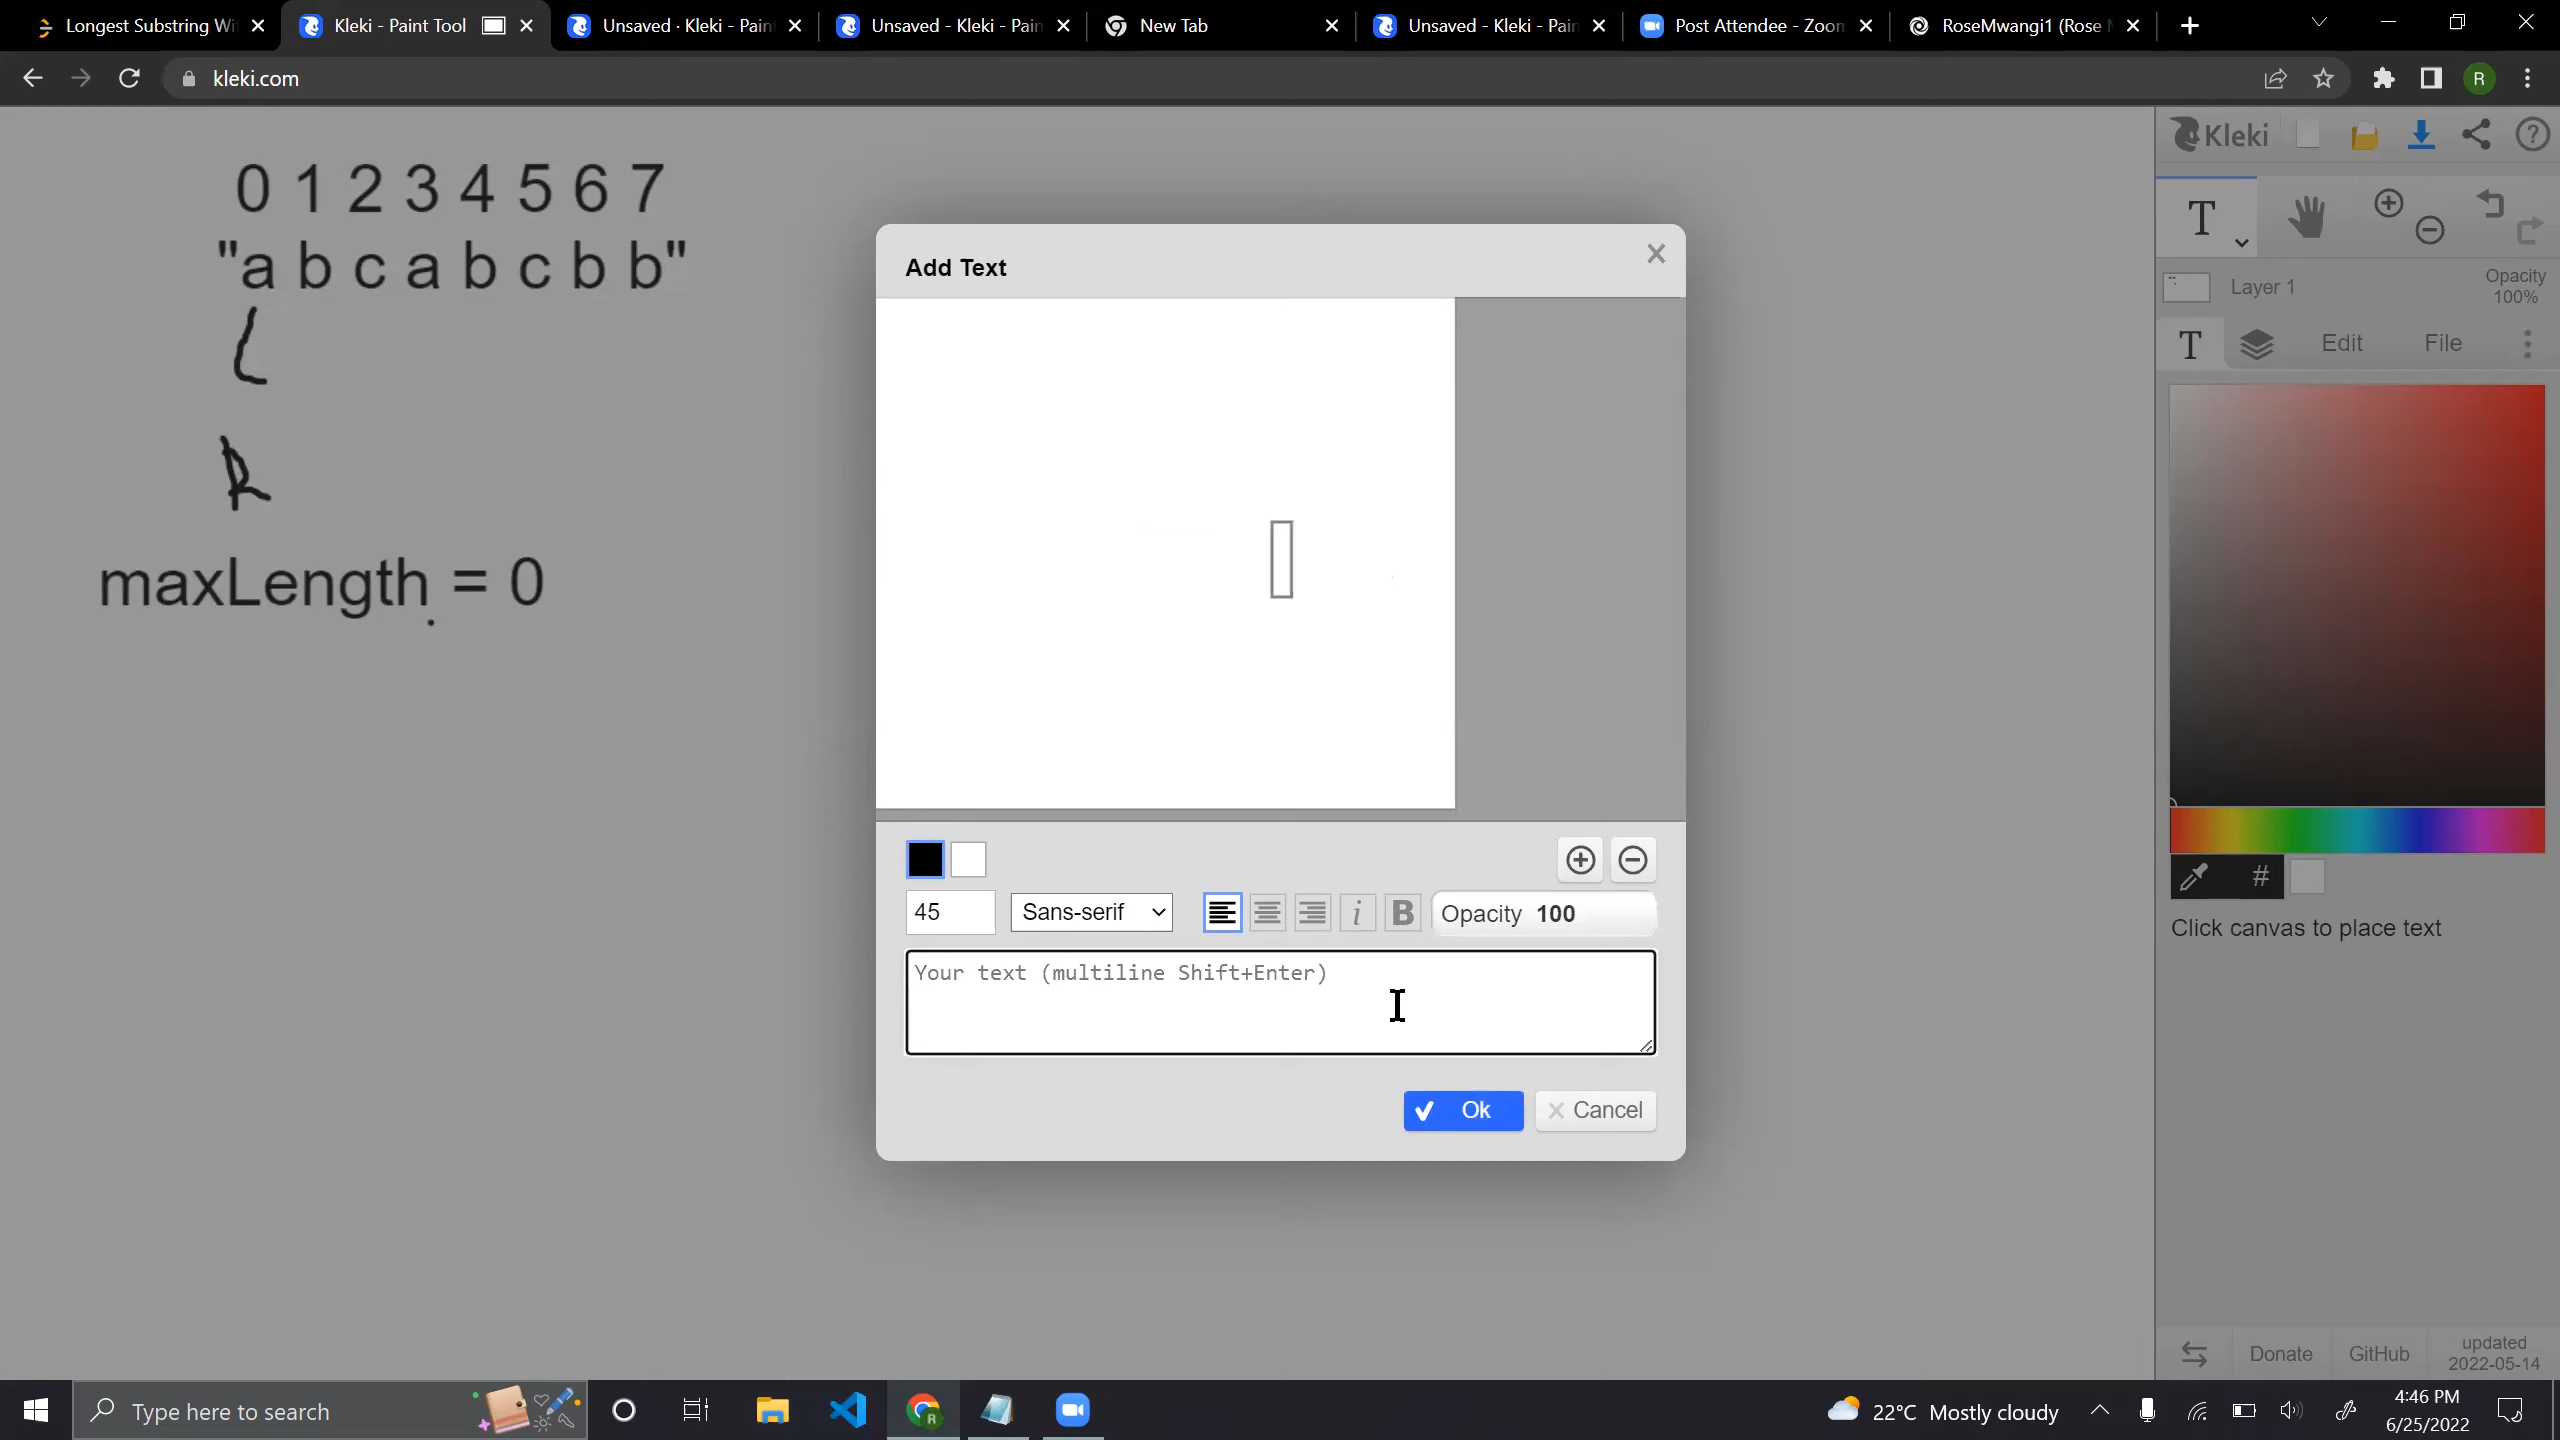 Longest Substring Wi
Kleki - Paint Tool
Unsaved · Kleki - Pain
Unsaved - Kleki - Pain
New Tab
Unsaved - Kleki - Pain
Post Attendee - Zoom
RoseMwangi1 (Rose M
kleki.com
R
0 1 2 3 4 5 6 7
"a b c a b c b b"
L
R
maxLength = 0
Add Text
45
Sans-serif
i
B
Opacity 100
Your text (multiline Shift+Enter)
Ok
Cancel
Kleki
?
T
Layer 1
Opacity
100%
T
Edit
File
#
Click canvas to place text
Donate
GitHub
updated
2022-05-14
Type here to search
R
22°C Mostly cloudy
4:46 PM
6/25/2022